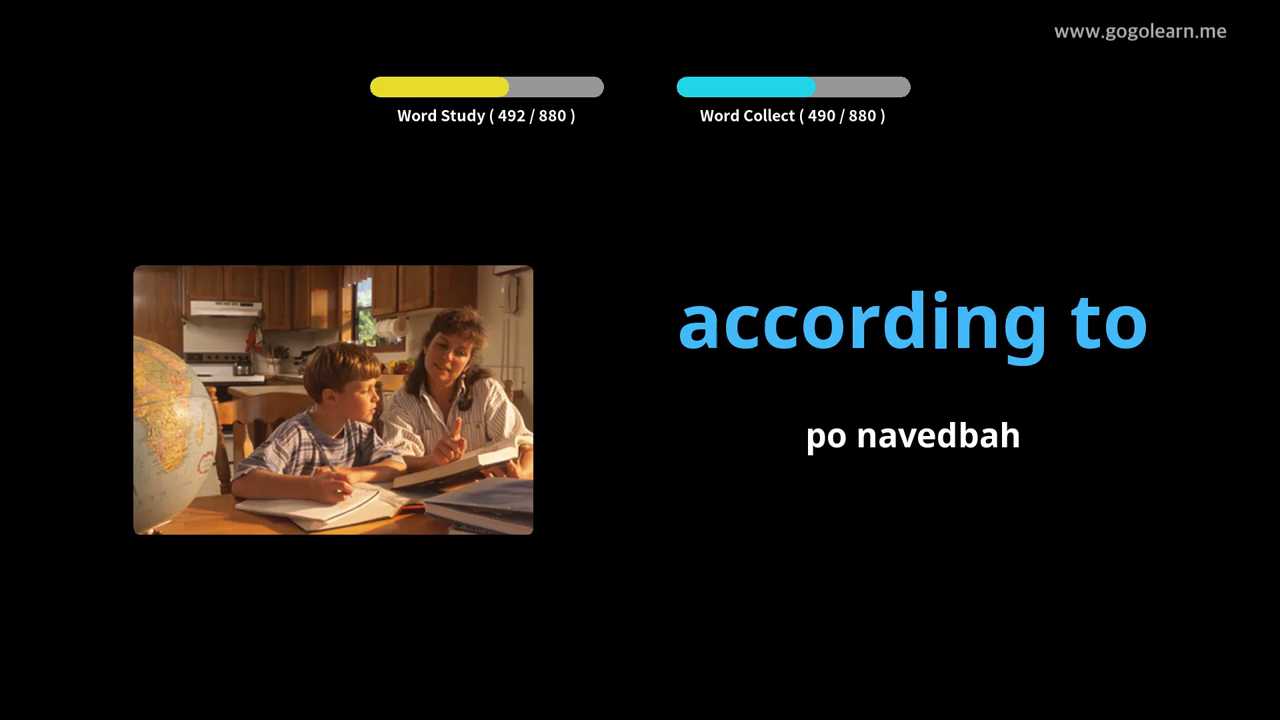 www.gogolearn.me
Word Study ( 492 / 880 )
Word Collect ( 490 / 880 )
according to
po navedbah